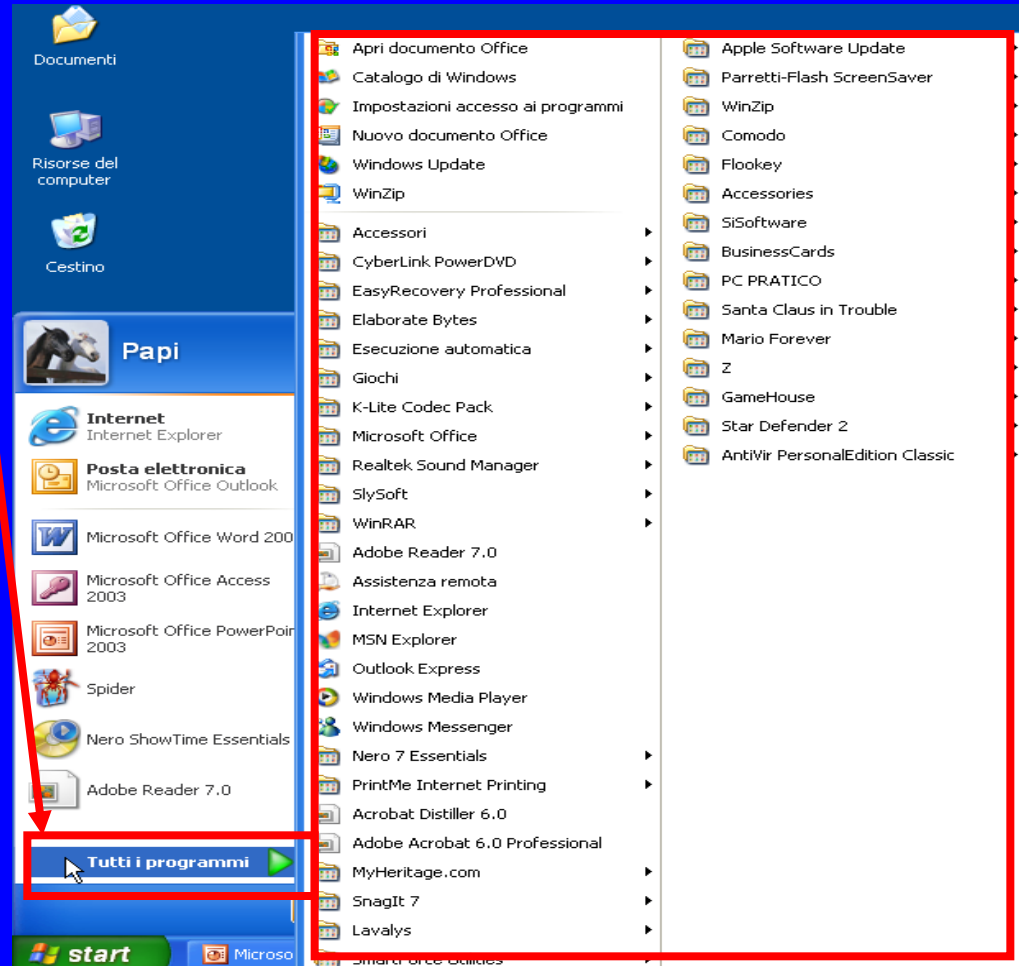 Documenti
Risorse del
computer
Cestino
Papi
Internet
Internet Explorer
Posta elettronica
Microsoft Office Outlook
Microsoft Office Word 200
Microsoft Office Access
2003
Microsoft Office PowerPoin
2003
Spider
Nero ShowTime Essentials
Adobe Reader 7.0
Tutti i programmi
start
Microso
Apri documento Office
Catalogo di Windows
Impostazioni accesso ai programmi
Nuovo documento Office
Windows Update
WinZip
Accessori
CyberLink PowerDVD
EasyRecovery Professional
Elaborate Bytes
Esecuzione automatica
Giochi
K-Lite Codec Pack
Microsoft Office
Realtek Sound Manager
SlySoft
WinRAR
Adobe Reader 7.0
Assistenza remota
Internet Explorer
MSN Explorer
Outlook Express
Windows Media Player
Windows Messenger
Nero 7 Essentials
PrintMe Internet Printing
Acrobat Distiller 6.0
Adobe Acrobat 6.0 Professional
MyHeritage.com
SnagIt 7
Lavalys
Apple Software Update
Parretti-Flash ScreenSaver
WinZip
Comodo
Flookey
Accessories
SiSoftware
BusinessCards
PC PRATICO
Santa Claus in Trouble
Mario Forever
Z
GameHouse
Star Defender 2
AntiVir PersonalEdition Classic